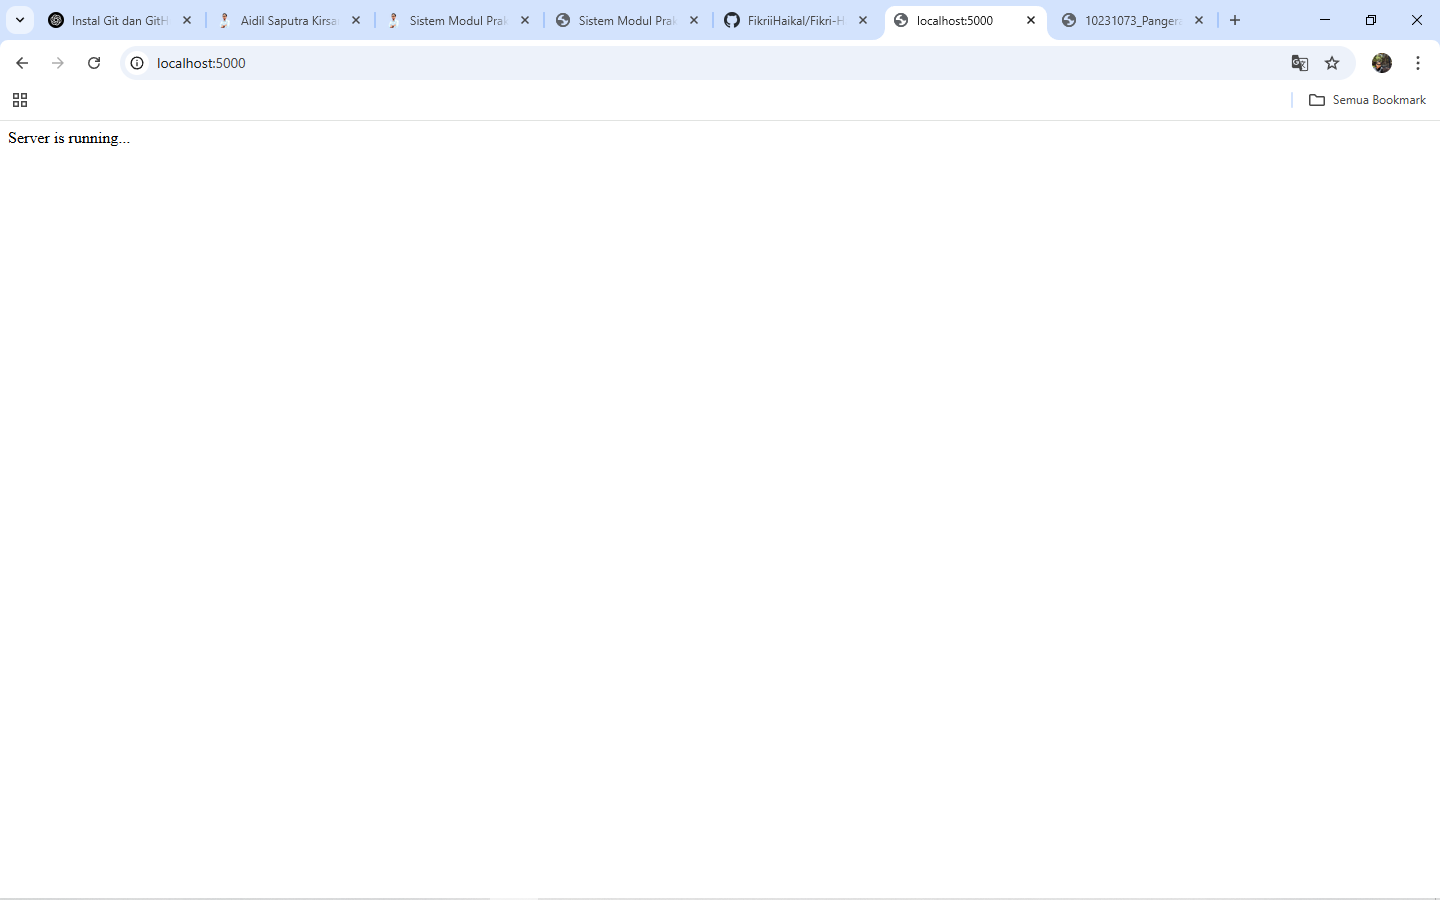 Instal Git dan GitH
Aidil Saputra Kirsa
Sistem Modul Prak
Sistem Modul Prak
FikriiHaikal/Fikri-H
localhost:5000
10231073_Pangera
localhost:5000
Semua Bookmark
Server is running...